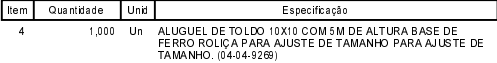 Item Quantidade Unid Especificação
4 1,000 Un ALUGUEL DE TOLDO 10X10 COM 5M DE ALTURA BASE DE
FERRO ROLIÇA PARA AJUSTE DE TAMANHO PARA AJUSTE DE
TAMANHO. (04-04-9269)